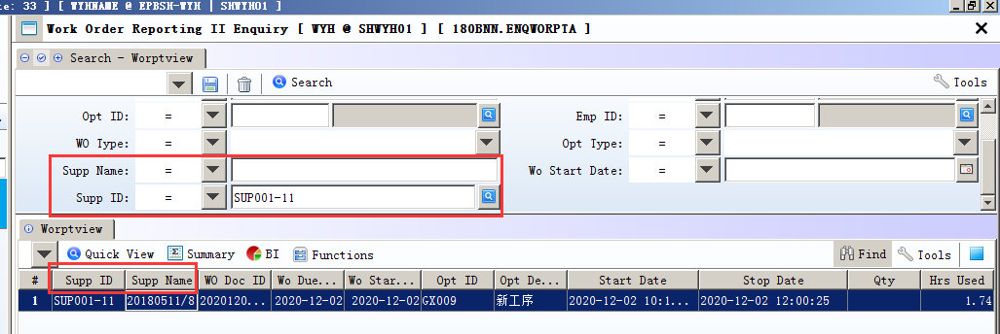 te: 33 ] [ WYHNAME @ EPBSH-WYH | SHWYH01 ]
Work Order Reporting II Enquiry [ WYH @ SHWYH01 ] [ 180BNN.ENQWORPTA ]
Search - Worptview
Search Tools
Opt ID: = Emp ID: =
WO Type: = Opt Type: =
Supp Name: = Wo Start Date: =
Supp ID: = SUP001-11
Worptview
Quick View Summary BI Functions Find Tools
# Supp ID Supp Name WO Doc ID Wo Due... Wo Star... Opt ID Opt De... Start Date Stop Date Qty Hrs Used
1 SUP001-11 20180511/8 2020120... 2020-12-02 2020-12-02 GX009 新工序 2020-12-02 10:1... 2020-12-02 12:00:25 1.74